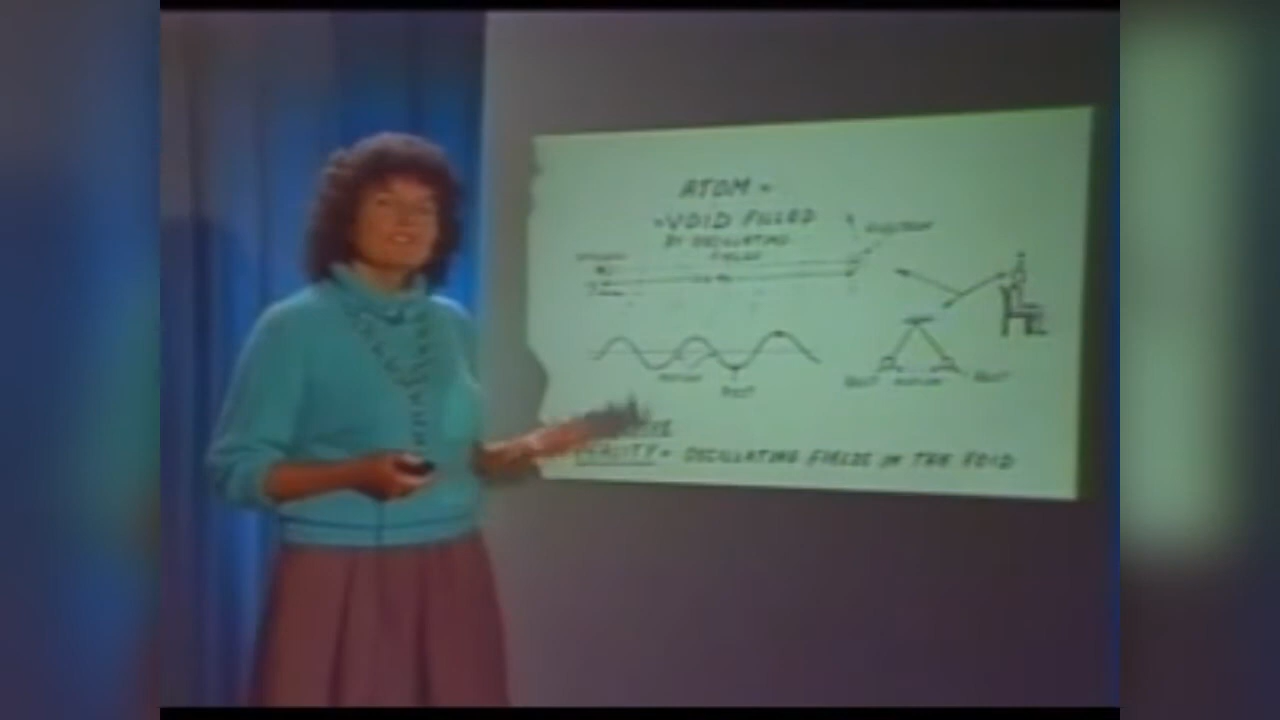 ATOM =
= VOID FILLED
BY OSCILLATING
FIELDS
ELECTRON
MOTION
REST
REST MOTION REST
REALITY = OSCILLATING FIELDS IN THE VOID